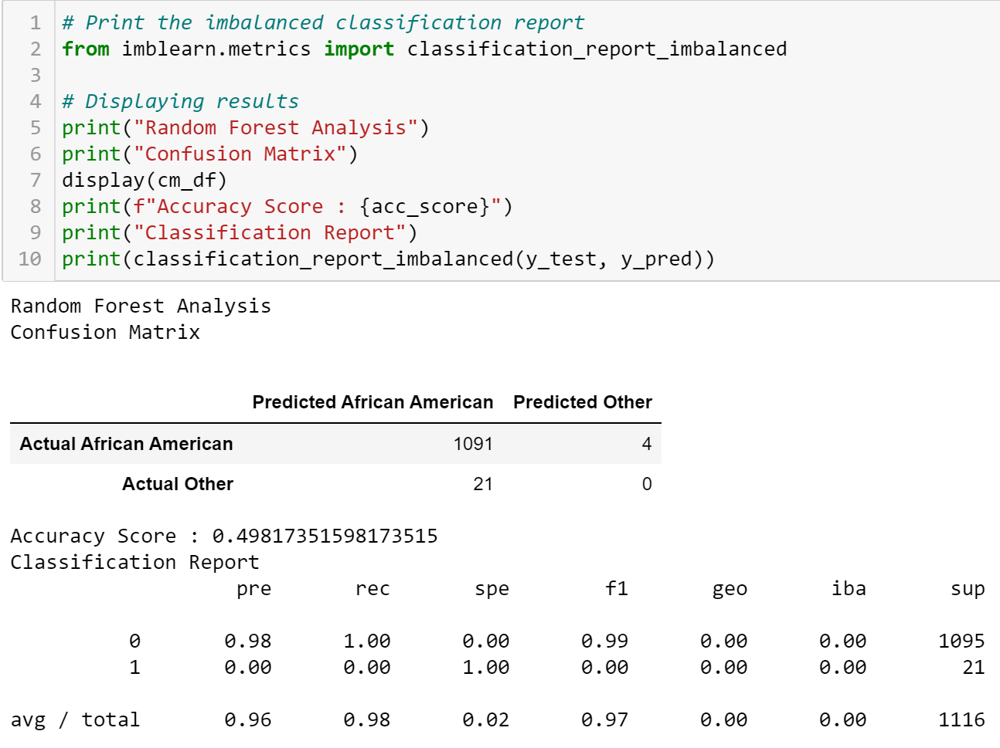 1 # Print the imbalanced classification report
2 from imblearn.metrics import classification_report_imbalanced
3
4 # Displaying results
5 print("Random Forest Analysis")
6 print("Confusion Matrix")
7 display(cm_df)
8 print(f"Accuracy Score : {acc_score}")
9 print("Classification Report")
10 print(classification_report_imbalanced(y_test, y_pred))
Random Forest Analysis
Confusion Matrix
Predicted African American Predicted Other
Actual African American 1091 4
Actual Other 21 0
Accuracy Score : 0.49817351598173515
Classification Report
pre rec spe f1 geo iba sup
0 0.98 1.00 0.00 0.99 0.00 0.00 1095
1 0.00 0.00 1.00 0.00 0.00 0.00 21
avg / total 0.96 0.98 0.02 0.97 0.00 0.00 1116